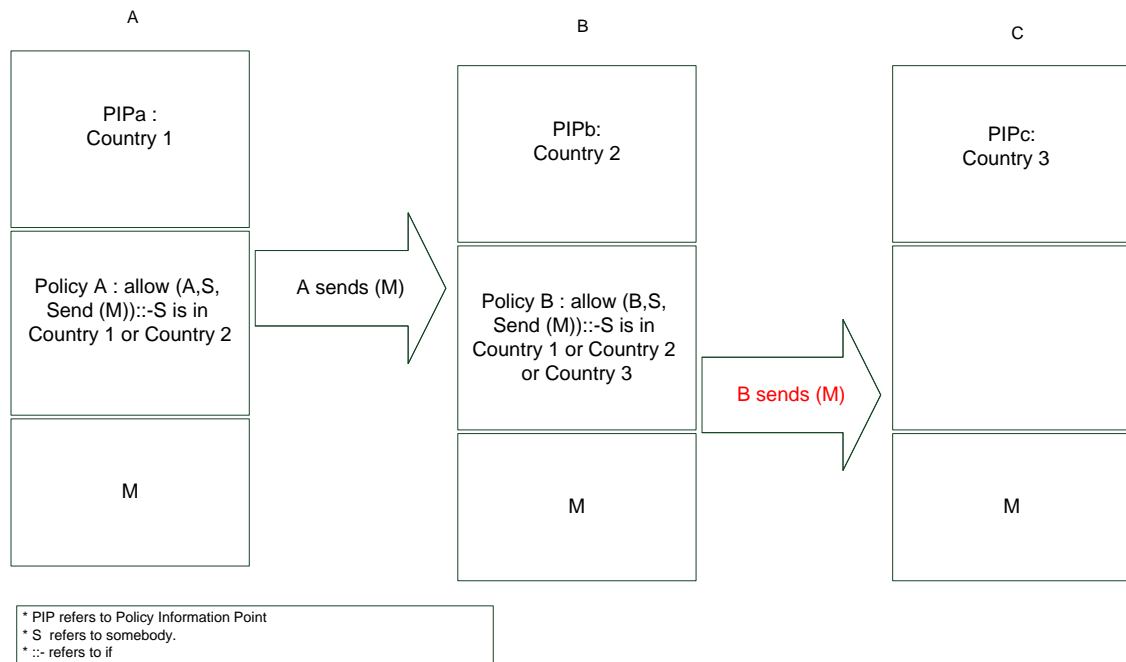 A
B
C
PIPa :
Country 1
PIPb:
Country 2
PIPc:
Country 3
Policy A : allow (A,S,
Send (M))::-S is in
Country 1 or Country 2
A sends (M)
Policy B : allow (B,S,
Send (M))::-S is in
Country 1 or Country 2
or Country 3
B sends (M)
M
M
M
* PIP refers to Policy Information Point
* S refers to somebody.
* ::- refers to if